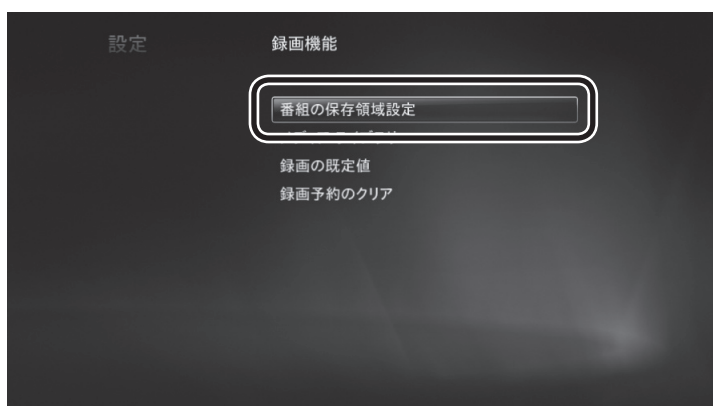 設定
録画機能
番組の保存領域設定
録画の既定値
録画予約のクリア